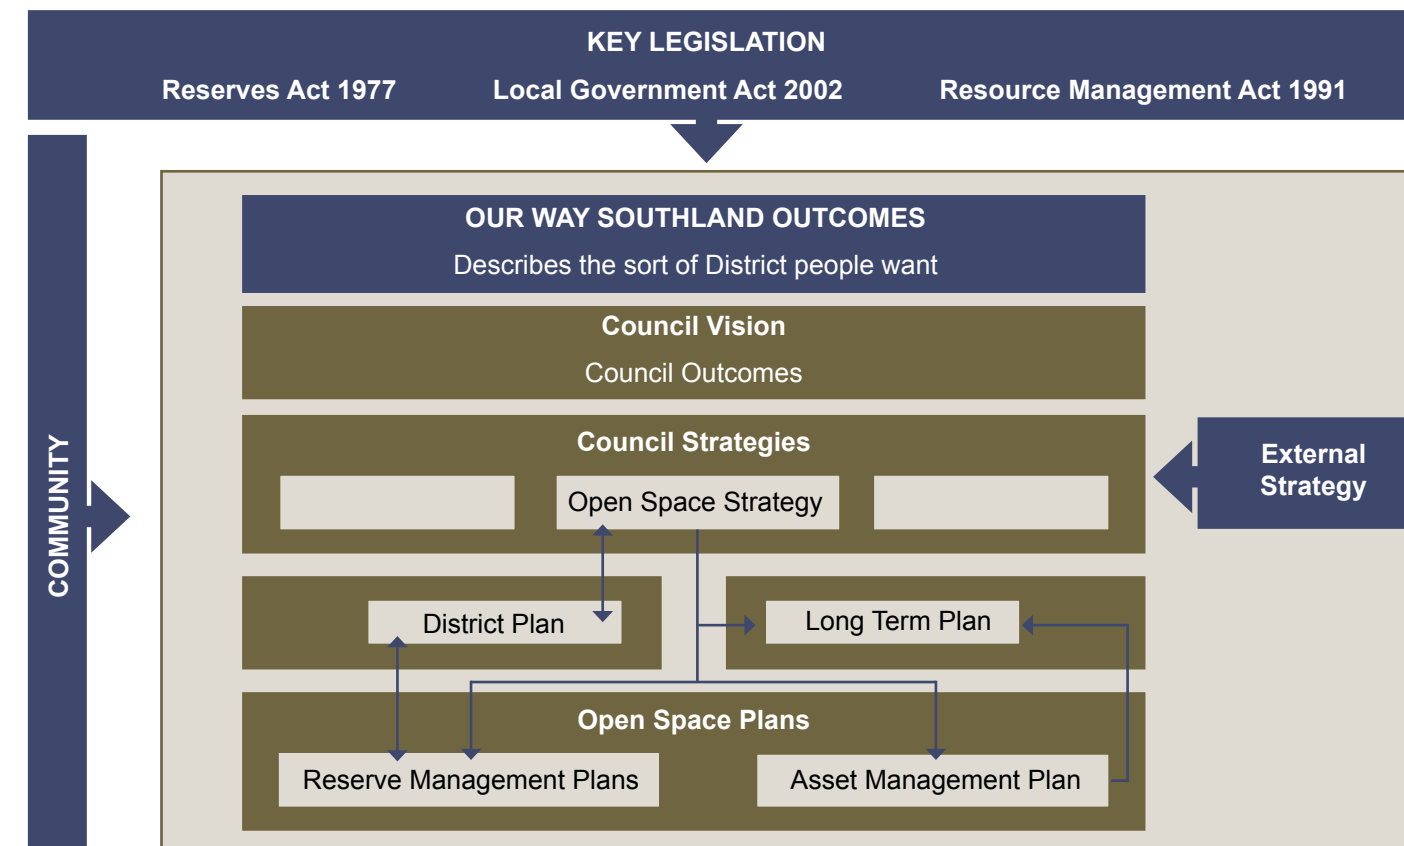 KEY LEGISLATION
Reserves Act 1977 Local Government Act 2002 Resource Management Act 1991
COMMUNITY
OUR WAY SOUTHLAND OUTCOMES
Describes the sort of District people want
Council Vision
Council Outcomes
Council Strategies
Open Space Strategy
External
Strategy
District Plan
Long Term Plan
Open Space Plans
Reserve Management Plans
Asset Management Plan